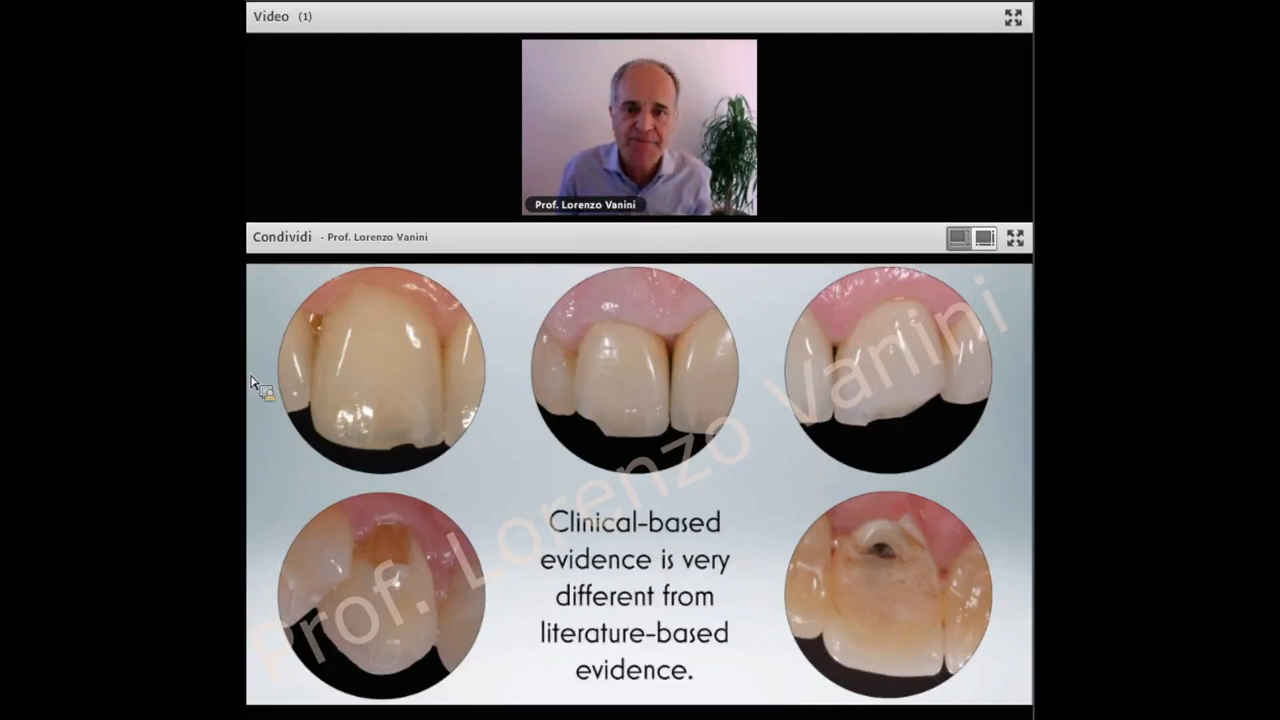 Video (1)
Prof. Lorenzo Vanini
Condividi - Prof. Lorenzo Vanini
Prof. Lorenzo Vanini
Clinical-based
evidence is very
different from
literature-based
evidence.